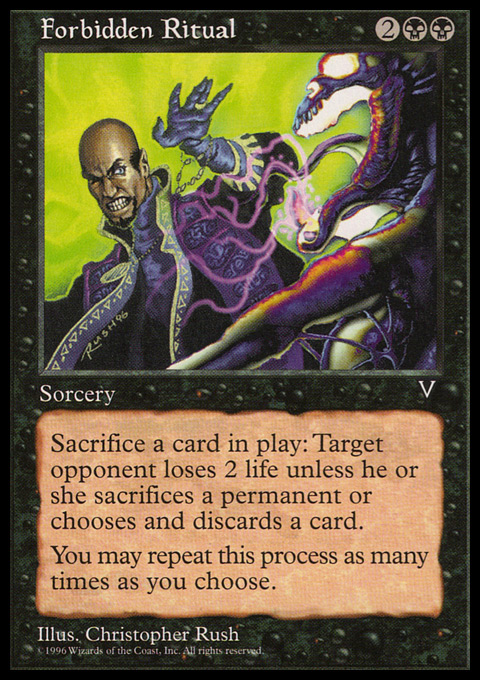 Forbidden Ritual 2
RUSH 96
Sorcery V
Sacrifice a card in play: Target
opponent loses 2 life unless he or
she sacrifices a permanent or
chooses and discards a card.
You may repeat this process as many
times as you choose.
Illus. Christopher Rush
©1996 Wizards of the Coast, Inc. All rights reserved.